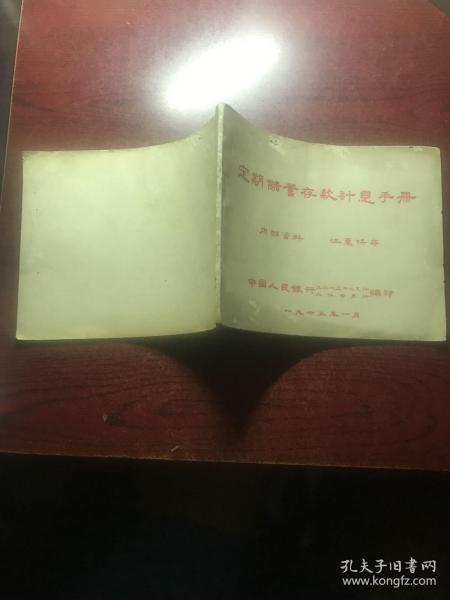 定期储蓄存款计息手册
内部资料 注意保存
中国人民银行 编印
一九七五年一月
孔夫子旧书网
www.kongfz.com